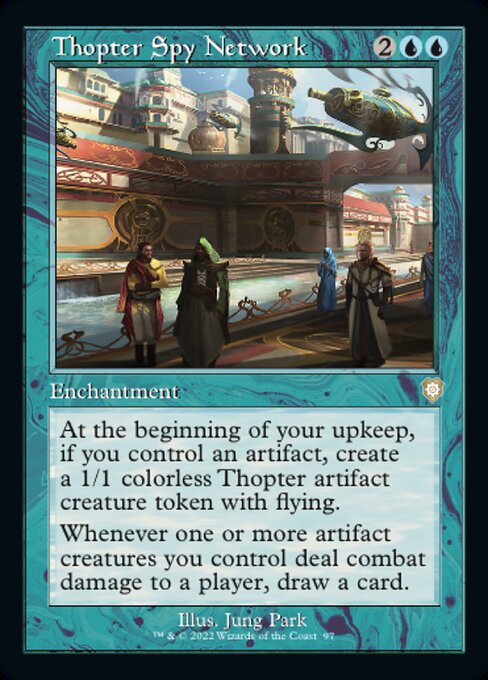 Thopter Spy Network 2
Enchantment
At the beginning of your upkeep,
if you control an artifact, create
a 1/1 colorless Thopter artifact
creature token with flying.
Whenever one or more artifact
creatures you control deal combat
damage to a player, draw a card.
Illus. Jung Park
™ & © 2022 Wizards of the Coast 97